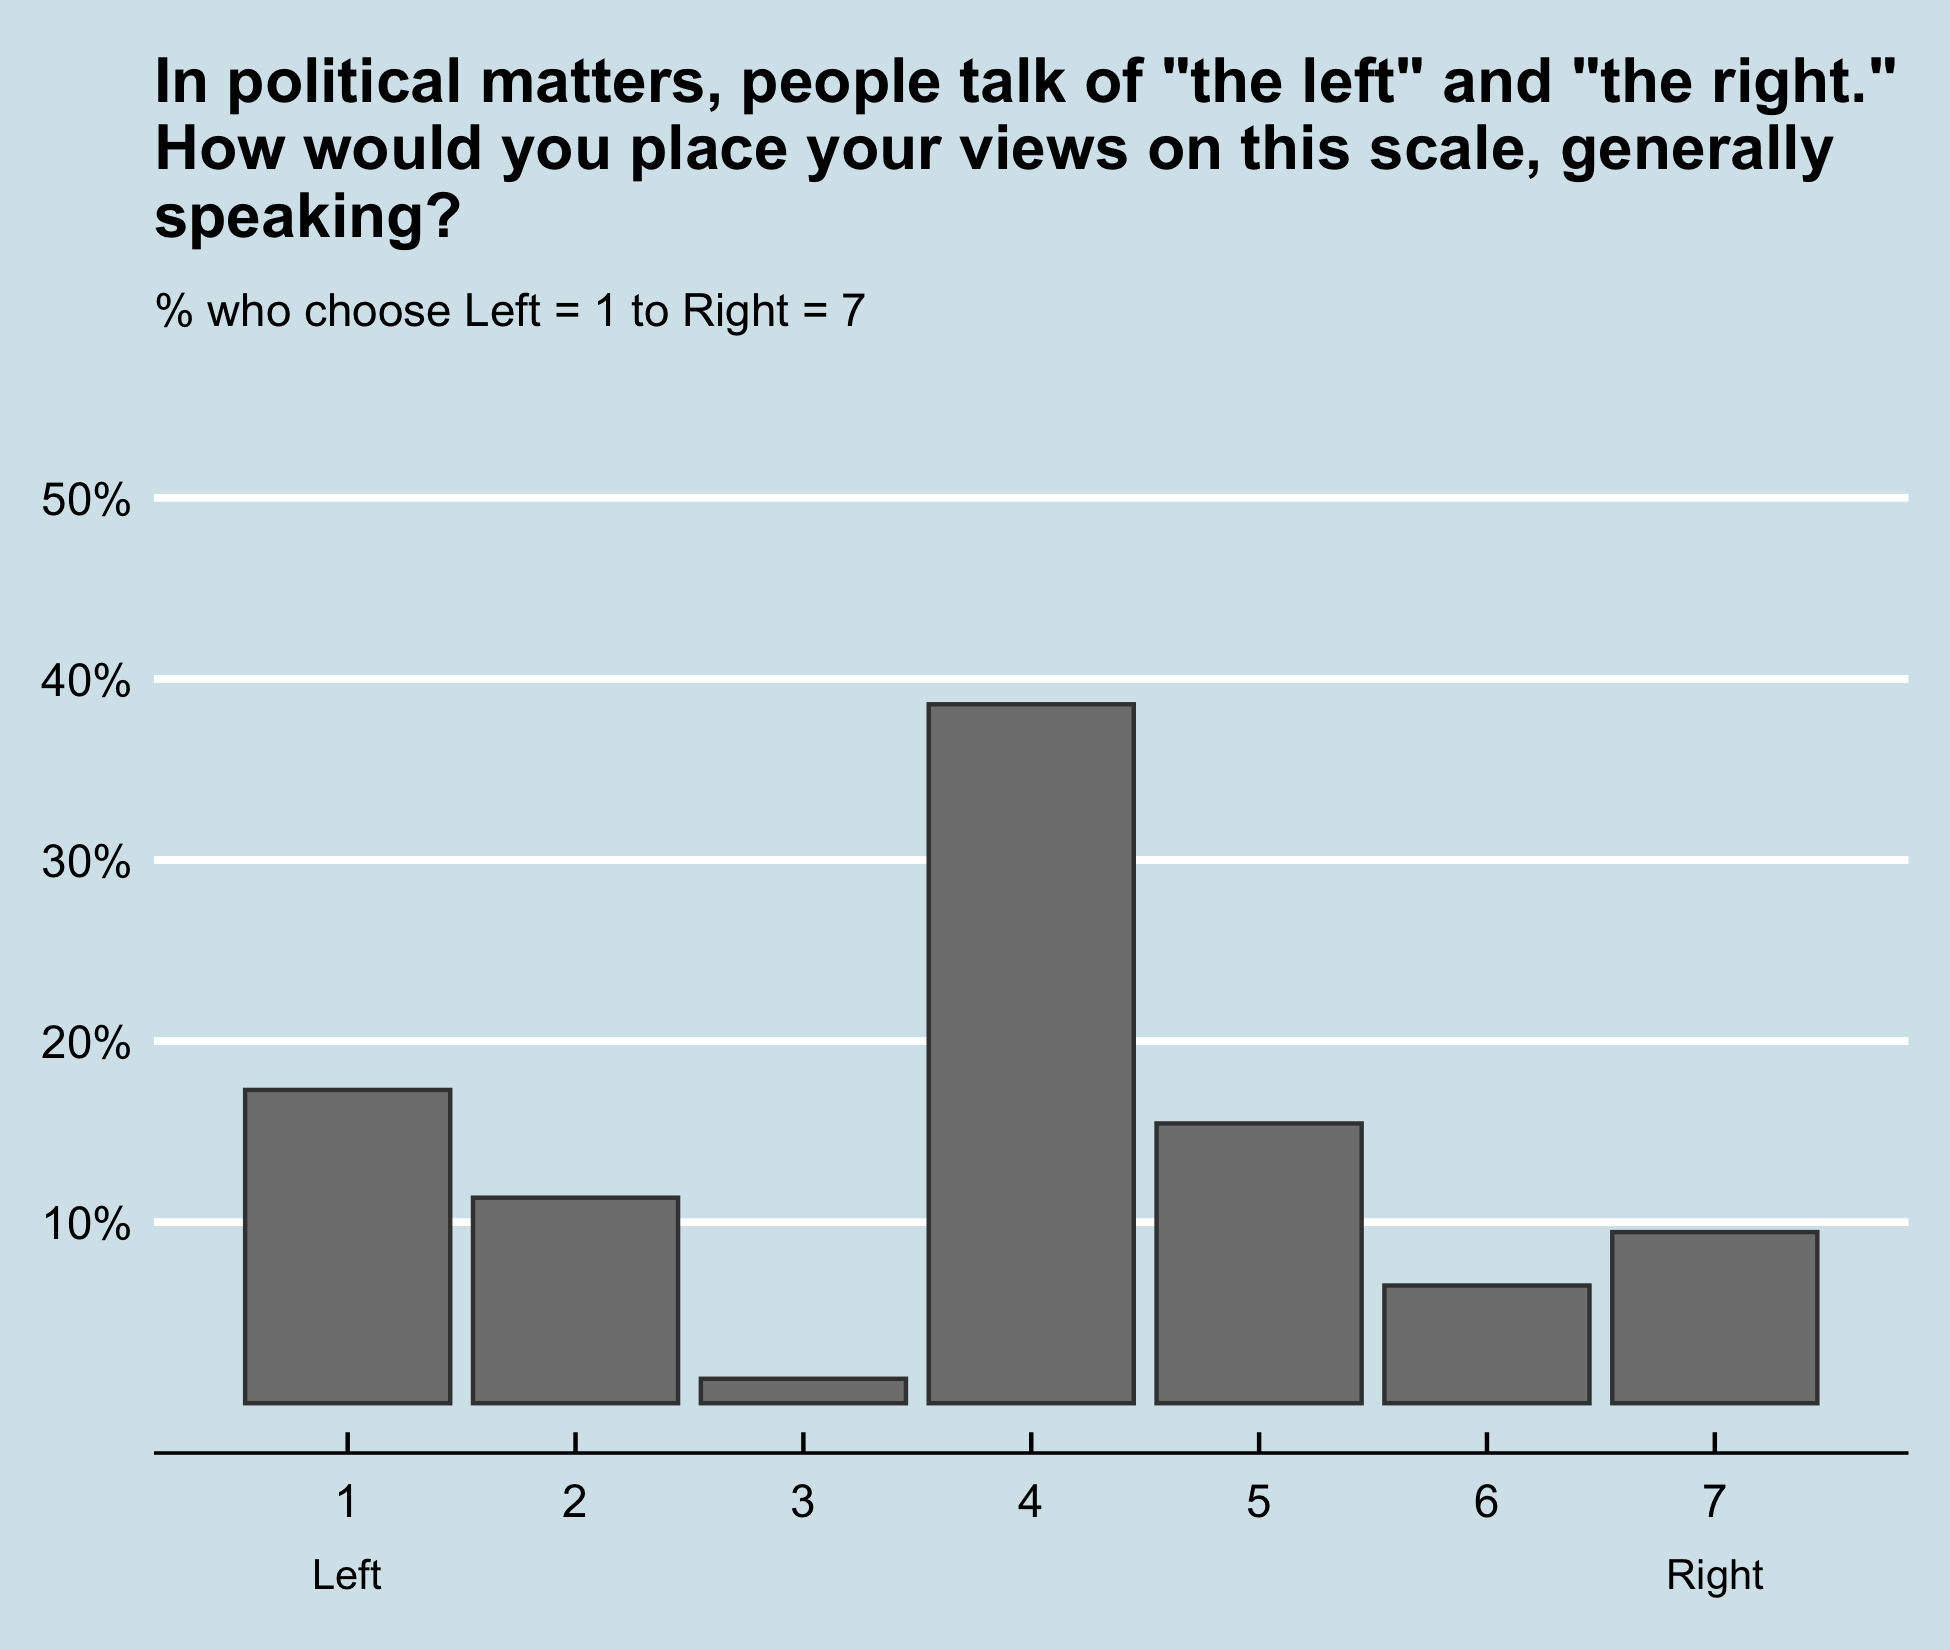 In political matters, people talk of "the left" and "the right."
How would you place your views on this scale, generally
speaking?
% who choose Left = 1 to Right = 7
50%
40%
30%
20%
10%
1 2 3 4 5 6 7
Left Right